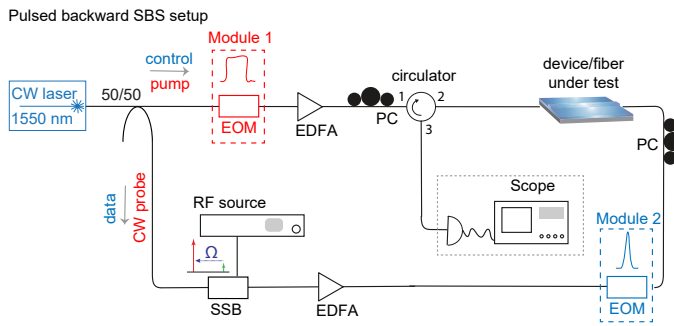 Pulsed backward SBS setup
control
pump
Module 1
CW laser
1550 nm
50/50
EOM
EDFA
PC
circulator
1
2
3
device/fiber
under test
PC
data
CW probe
RF source
Ω
SSB
EDFA
Scope
Module 2
EOM